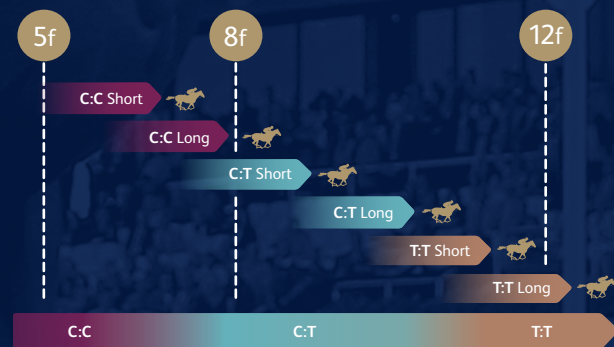 5f 8f 12f
C:C Short
C:C Long
C:T Short
C:T Long
T:T Short
T:T Long
C:C C:T T:T